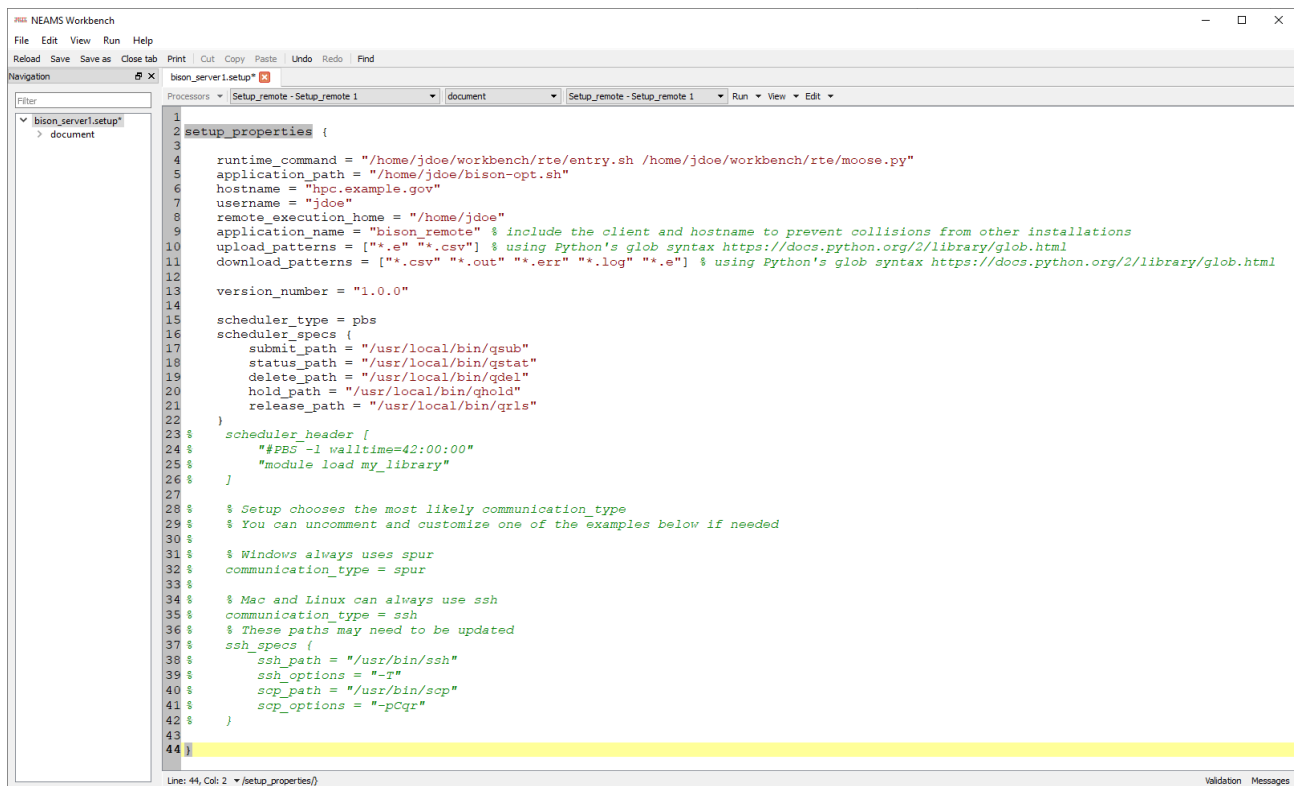 NEAMS Workbench
File Edit View Run Help
Reload Save Save as Close tab Print Cut Copy Paste Undo Redo Find
Navigation
bison_server1.setup*
Filter
Processors Setup_remote - Setup_remote 1 document Setup_remote - Setup_remote 1 Run View Edit
bison_server1.setup*
document
1
2 setup_properties {
3
4 runtime_command = "/home/jdoe/workbench/rte/entry.sh /home/jdoe/workbench/rte/moose.py"
5 application_path = "/home/jdoe/bison-opt.sh"
6 hostname = "hpc.example.gov"
7 username = "jdoe"
8 remote_execution_home = "/home/jdoe"
9 application_name = "bison_remote" % include the client and hostname to prevent collisions from other installations
10 upload_patterns = ["*.e" "*.csv"] % using Python's glob syntax https://docs.python.org/2/library/glob.html
11 download_patterns = ["*.csv" "*.out" "*.err" "*.log" "*.e"] % using Python's glob syntax https://docs.python.org/2/library/glob.html
12
13 version_number = "1.0.0"
14
15 scheduler_type = pbs
16 scheduler_specs {
17 submit_path = "/usr/local/bin/qsub"
18 status_path = "/usr/local/bin/qstat"
19 delete_path = "/usr/local/bin/qdel"
20 hold_path = "/usr/local/bin/qhold"
21 release_path = "/usr/local/bin/qrls"
22 }
23 % scheduler_header [
24 % "#PBS -l walltime=42:00:00"
25 % "module load my_library"
26 % ]
27
28 % % Setup chooses the most likely communication_type
29 % % You can uncomment and customize one of the examples below if needed
30 %
31 % % Windows always uses spur
32 % communication_type = spur
33 %
34 % % Mac and Linux can always use ssh
35 % communication_type = ssh
36 % % These paths may need to be updated
37 % ssh_specs {
38 % ssh_path = "/usr/bin/ssh"
39 % ssh_options = "-T"
40 % scp_path = "/usr/bin/scp"
41 % scp_options = "-pCqr"
42 % }
43
44 }
Line: 44, Col: 2 /setup_properties/} Validation Messages